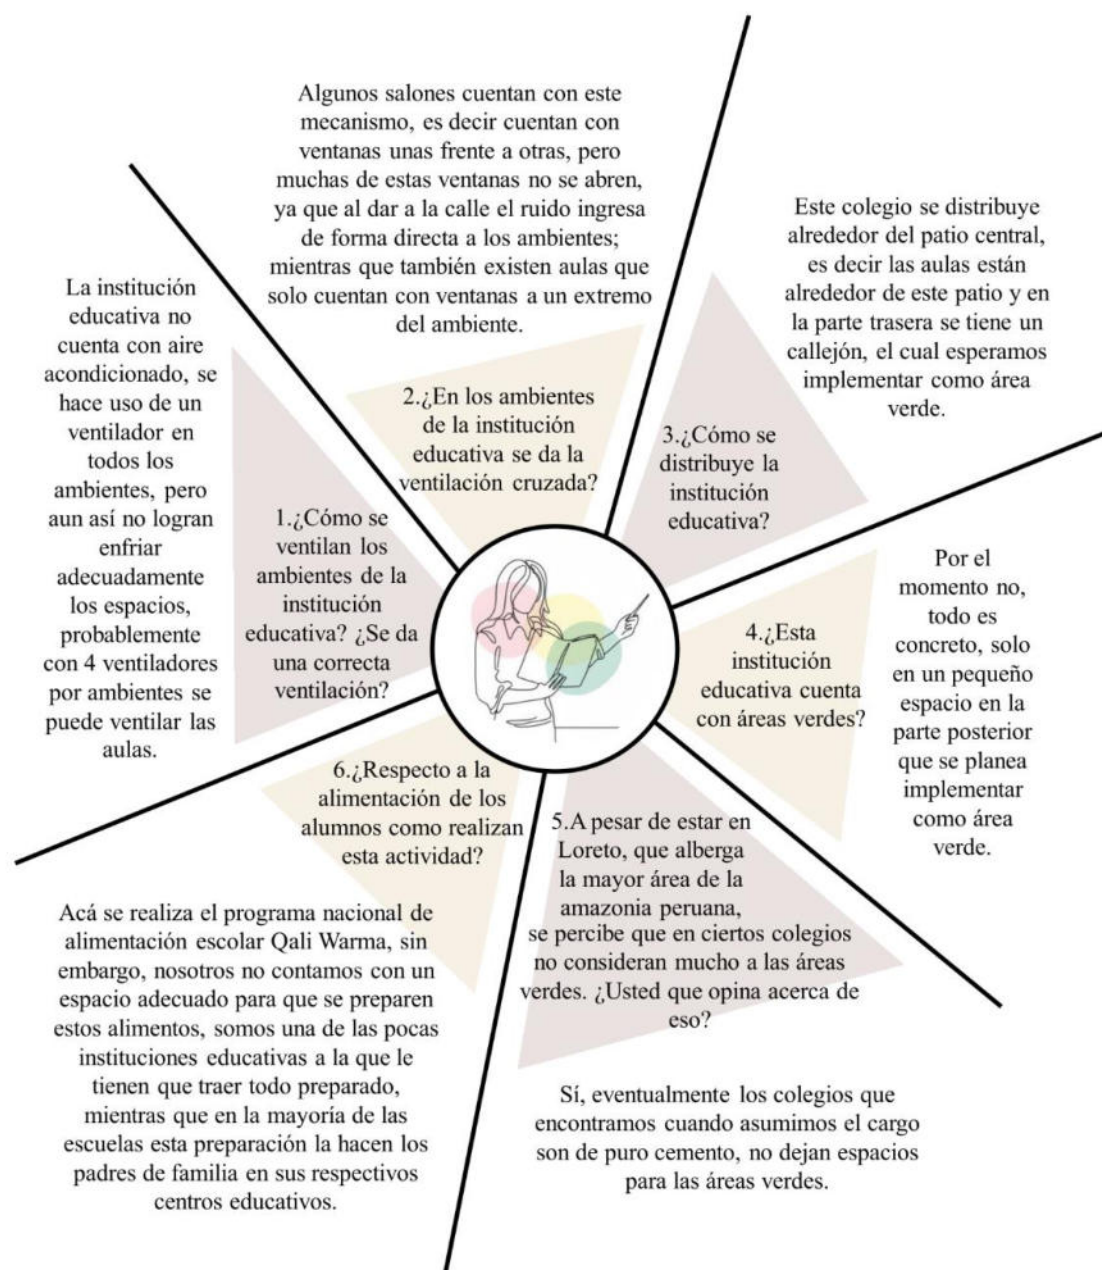 1.¿Cómo se
ventilan los
ambientes de la
institución
educativa? ¿Se da
una correcta
ventilación?
La institución
educativa no
cuenta con aire
acondicionado, se
hace uso de un
ventilador en
todos los
ambientes, pero
aun así no logran
enfriar
adecuadamente
los espacios,
probablemente
con 4 ventiladores
por ambientes se
puede ventilar las
aulas.
2.¿En los ambientes
de la institución
educativa se da la
ventilación cruzada?
Algunos salones cuentan con este
mecanismo, es decir cuentan con
ventanas unas frente a otras, pero
muchas de estas ventanas no se abren,
ya que al dar a la calle el ruido ingresa
de forma directa a los ambientes;
mientras que también existen aulas que
solo cuentan con ventanas a un extremo
del ambiente.
3.¿Cómo se
distribuye la
institución
educativa?
Este colegio se distribuye
alrededor del patio central,
es decir las aulas están
alrededor de este patio y en
la parte trasera se tiene un
callejón, el cual esperamos
implementar como área
verde.
4.¿Esta
institución
educativa cuenta
con áreas verdes?
Por el
momento no,
todo es
concreto, solo
en un pequeño
espacio en la
parte posterior
que se planea
implementar
como área
verde.
5.A pesar de estar en
Loreto, que alberga
la mayor área de la
amazonia peruana,
se percibe que en ciertos colegios
no consideran mucho a las áreas
verdes. ¿Usted que opina acerca de
eso?
Sí, eventualmente los colegios que
encontramos cuando asumimos el cargo
son de puro cemento, no dejan espacios
para las áreas verdes.
6.¿Respecto a la
alimentación de los
alumnos como realizan
esta actividad?
Acá se realiza el programa nacional de
alimentación escolar Qali Warma, sin
embargo, nosotros no contamos con un
espacio adecuado para que se preparen
estos alimentos, somos una de las pocas
instituciones educativas a la que le
tienen que traer todo preparado,
mientras que en la mayoría de las
escuelas esta preparación la hacen los
padres de familia en sus respectivos
centros educativos.